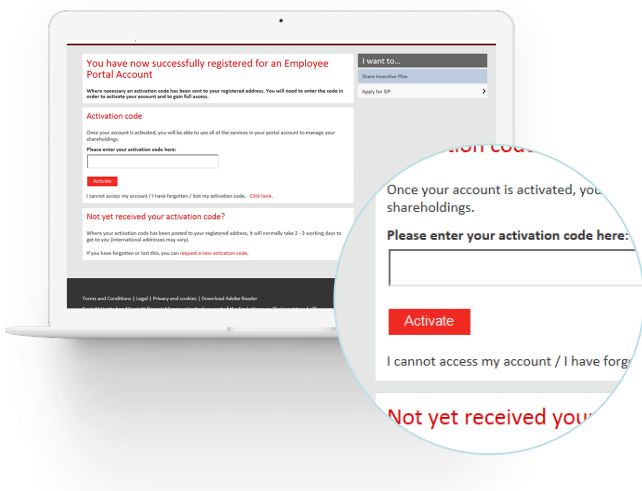 You have now successfully registered for an Employee
Portal Account
Where necessary an activation code has been sent to your registered address. You will need to enter the code in
order to activate your account and to gain full access.
Activation code
Once your account is activated, you will be able to use all of the services in your portal account to manage your
shareholdings.
Please enter your activation code here:
Activate
I cannot access my account / I have forgotten / lost my activation code. Click here.
Not yet received your activation code?
Where your activation code has been posted to your registered address, it will normally take 2 - 3 working days to
get to you (international addresses may vary).
If you have forgotten or lost this, you can request a new activation code.
Terms and Conditions | Legal | Privacy and cookies | Download Adobe Reader
I want to...
Share Incentive Plan
Apply for SIP
Once your account is activated, you
shareholdings.
Please enter your activation code here:
Activate
I cannot access my account / I have forgo
Not yet received your